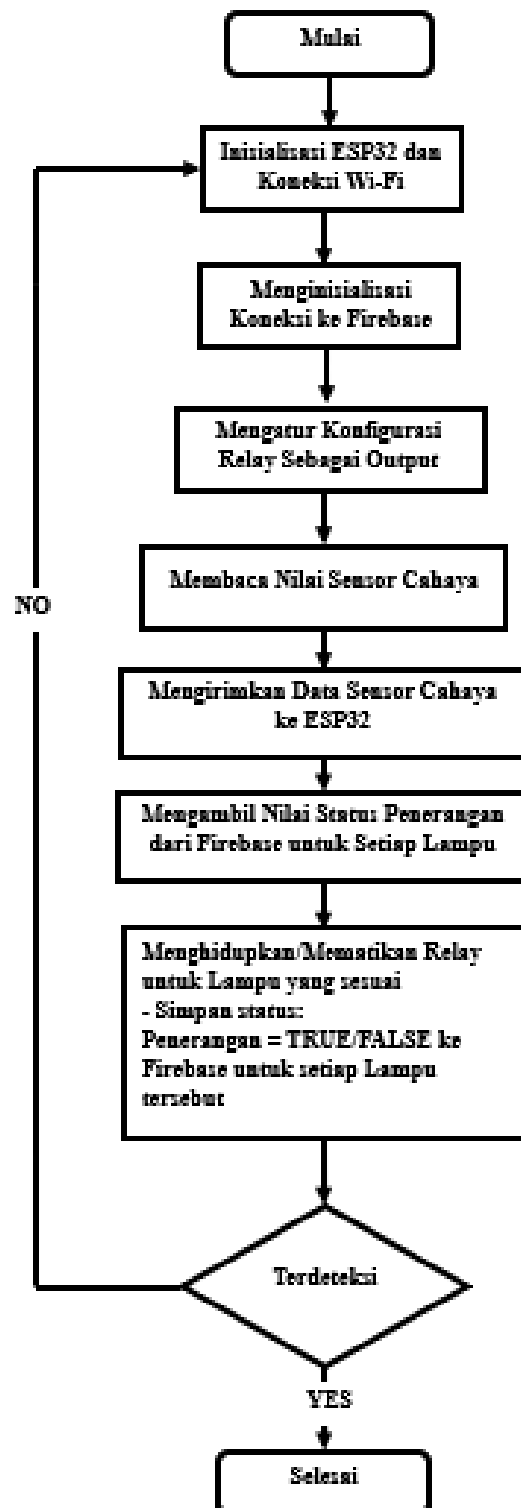 Mulai
Inisialisasi ESP32 dan
Koneksi Wi-Fi
Menginisialisasi
Koneksi ke Firebase
Mengatur Konfigurasi
Relay Sebagai Output
Membaca Nilai Sensor Cahaya
NO
Mengirimkan Data Sensor Cahaya
ke ESP32
Mengambil Nilai Status Penerangan
dari Firebase untuk Setiap Lampu
Menghidupkan/Mematikan Relay
untuk Lampu yang sesuai
- Simpan status:
Penerangan = TRUE/FALSE ke
Firebase untuk setiap Lampu
tersebut
Terdeteksi
YES
Selesai